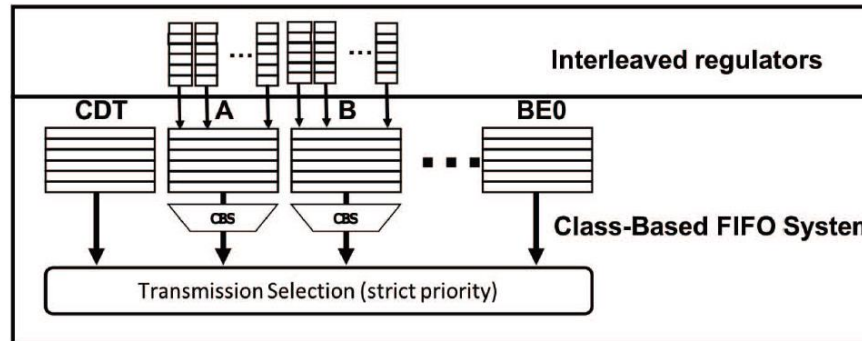 ... ...
Interleaved regulators
CDT A B BE0
...
CBS CBS
Class-Based FIFO System
Transmission Selection (strict priority)